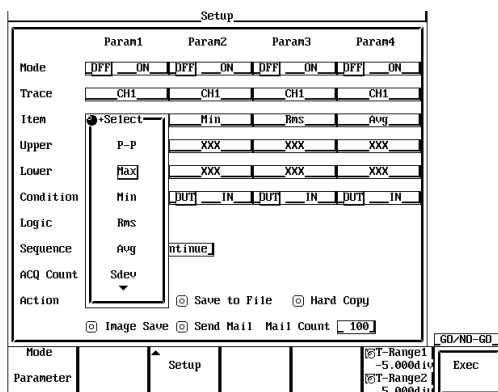 Setup
Param1 Param2 Param3 Param4
Mode OFF ON OFF ON OFF ON OFF ON
Trace CH1 CH1 CH1 CH1
Item +Select Min Rms Avg
Upper P-P XXX XXX XXX
Lower Max XXX XXX XXX
Condition Min OUT IN OUT IN OUT IN
Logic Rms
Sequence Avg ntinue
ACQ Count Sdev
Action Save to File Hard Copy
Image Save Send Mail Mail Count 100
GO/NO-GO
Mode Parameter
Setup
T-Range1
-5.000div
T-Range2
5.000div
Exec